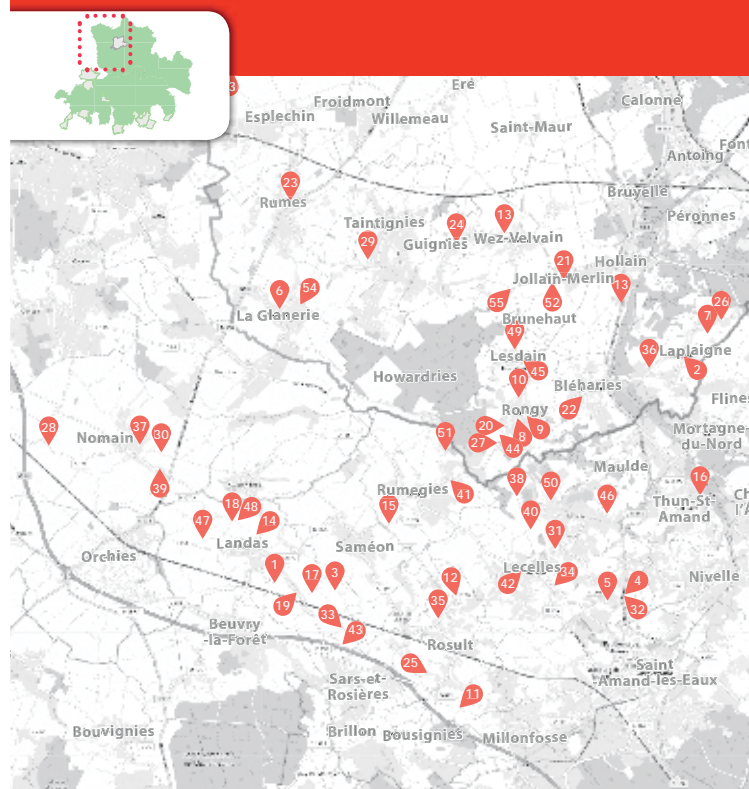 3
Ere
Froidmont
Calonne
Esplechin
Willemeau
Saint-Maur
Font
Antoing
23
Bruyelle
Rumes
13
Péronnes
Taintignies
24
Wez-Velvain
29
Guignies
21
Hollain
Jollain-Merlin
6
54
13
26
55
52
7
La Glanerie
Brunehaut
49
36
Laplaigne
Lesdain
45
2
10
Howardries
Bléharies
Flines
22
Rongy
28
37
30
Nomain
51
20
9
8
27
44
Mortagne-
du-Nord
Maulde
38
50
16
39
Rumegies
41
46
Thun-St-
Amand
Ch
l'A
18
48
15
47
14
40
31
Landas
Saméon
Orchies
1
17
3
12
Lecelles
42
34
5
4
Nivelle
19
35
32
33
43
Beuvry
-la-Forêt
Rosult
25
Saint
-Amand-les-Eaux
Sars-et-
Rosières
11
Bouvignies
Brillon
Bousignies
Millonfosse